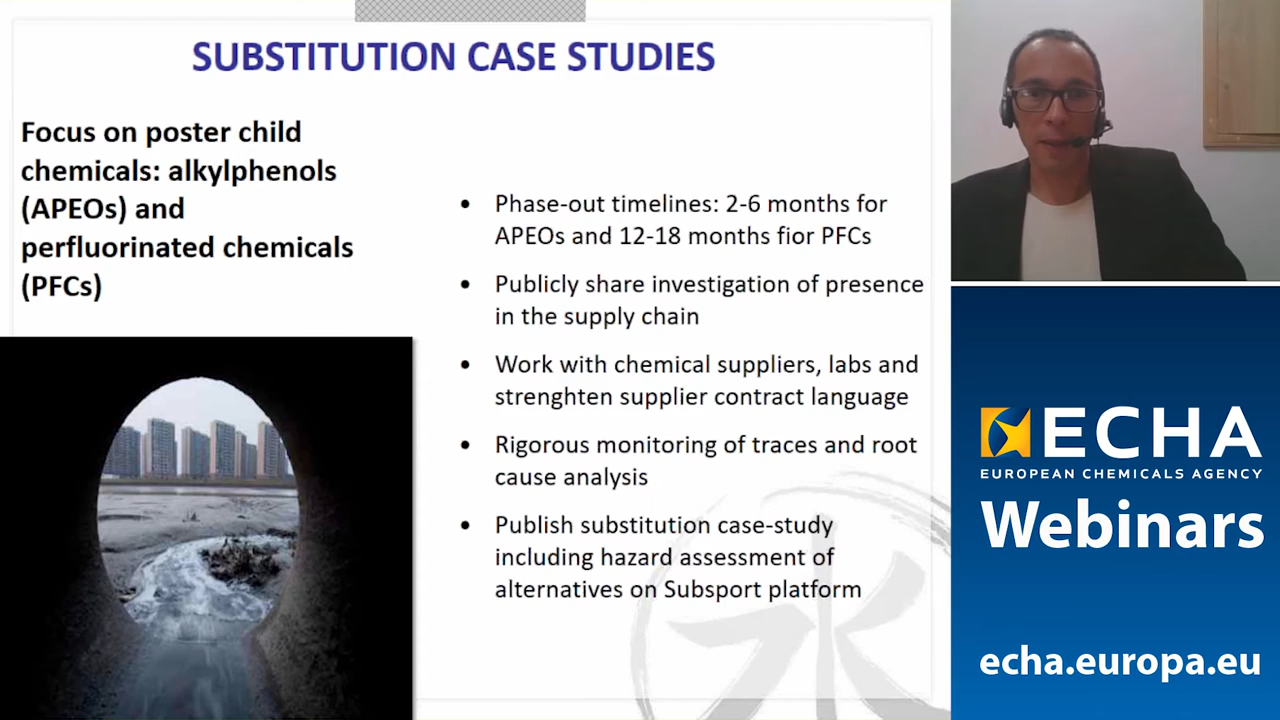 SUBSTITUTION CASE STUDIES
Focus on poster child
chemicals: alkylphenols
(APEOs) and
perfluorinated chemicals
(PFCs)
• Phase-out timelines: 2-6 months for
APEOs and 12-18 months fior PFCs
• Publicly share investigation of presence
in the supply chain
• Work with chemical suppliers, labs and
strenghten supplier contract language
• Rigorous monitoring of traces and root
cause analysis
• Publish substitution case-study
including hazard assessment of
alternatives on Subsport platform
水
ECHA
EUROPEAN CHEMICALS AGENCY
Webinars
echa.europa.eu